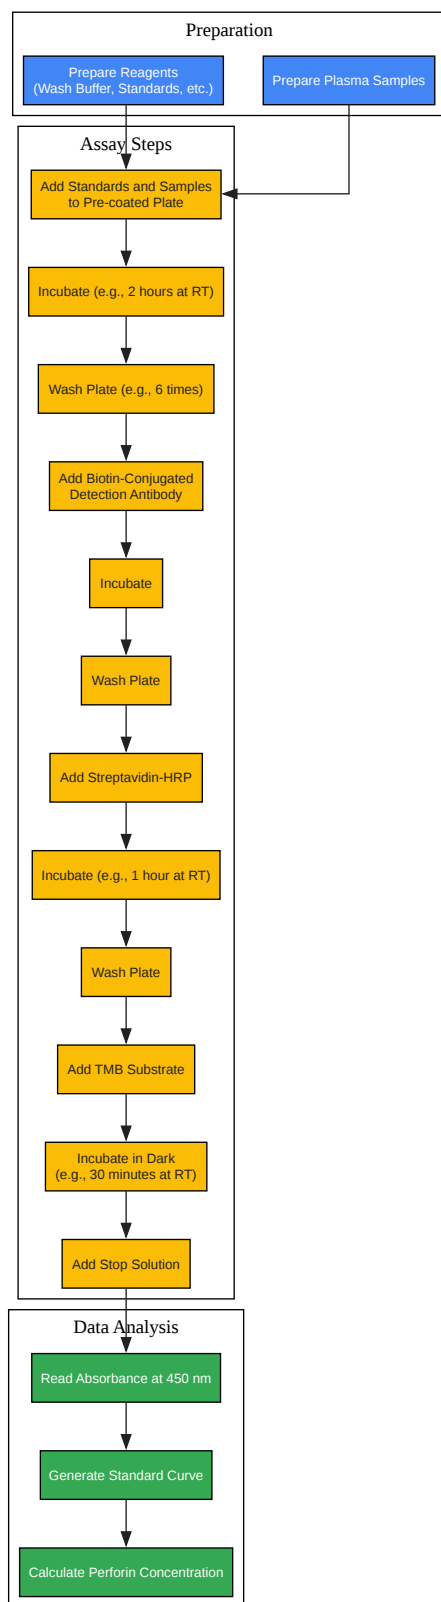 Preparation
Prepare Reagents
(Wash Buffer, Standards, etc.)
Prepare Plasma Samples
Assay Steps
Add Standards and Samples
to Pre-coated Plate
Incubate (e.g., 2 hours at RT)
Wash Plate (e.g., 6 times)
Add Biotin-Conjugated
Detection Antibody
Incubate
Wash Plate
Add Streptavidin-HRP
Incubate (e.g., 1 hour at RT)
Wash Plate
Add TMB Substrate
Incubate in Dark
(e.g., 30 minutes at RT)
Add Stop Solution
Data Analysis
Read Absorbance at 450 nm
Generate Standard Curve
Calculate Perforin Concentration